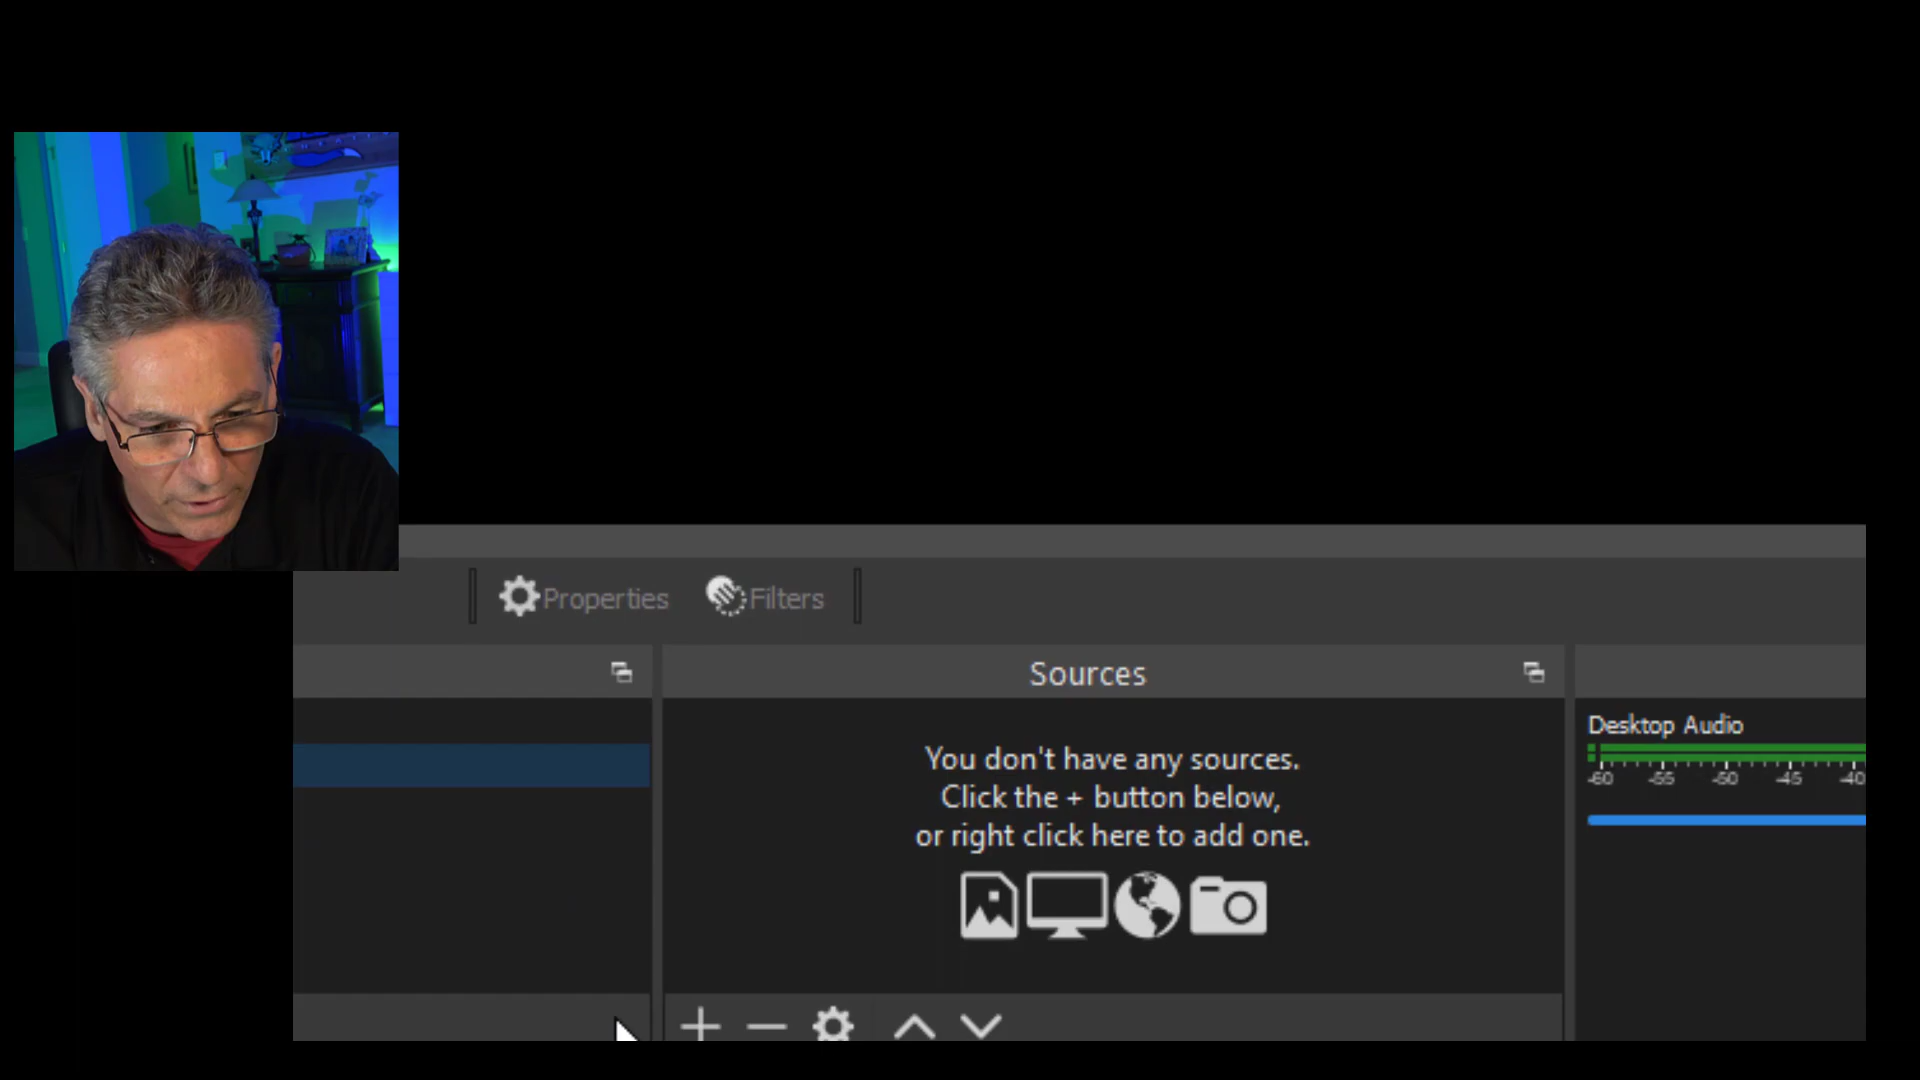 Properties
Filters
Sources
You don't have any sources.
Click the + button below,
or right click here to add one.
Desktop Audio
-60 -55 -50 -45 -40